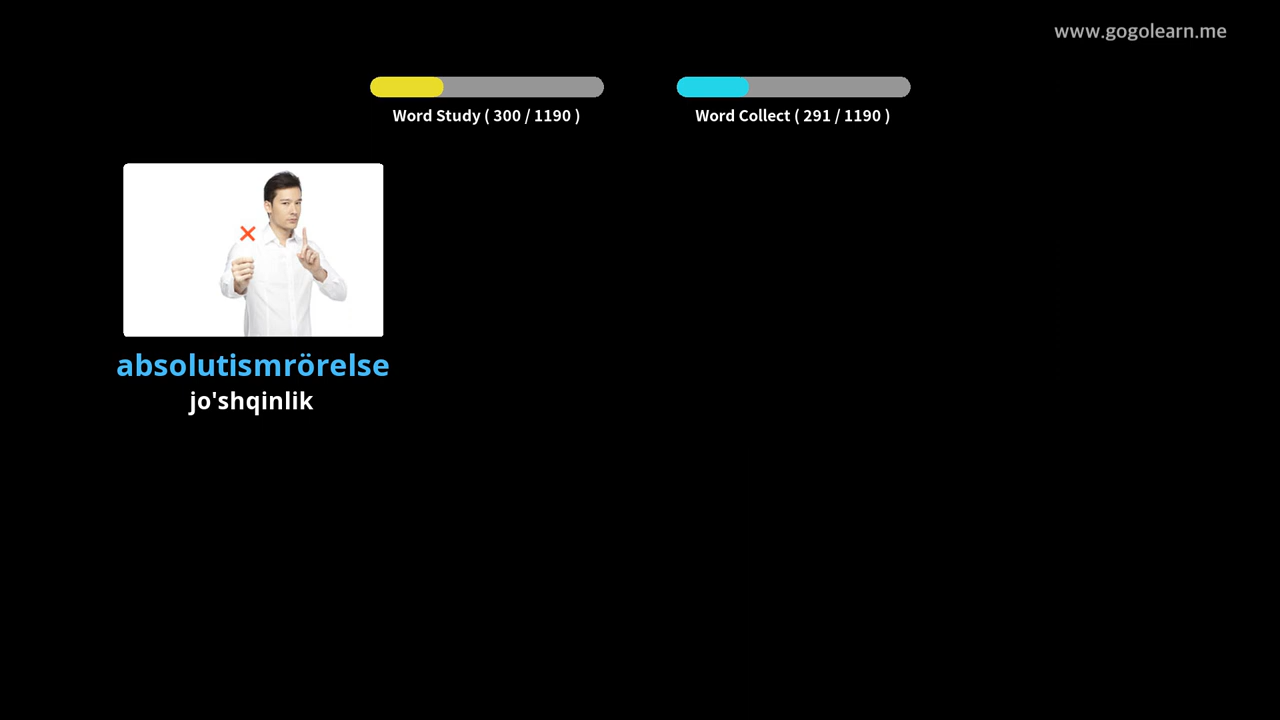 www.gogolearn.me
Word Study ( 300 / 1190 )
Word Collect ( 291 / 1190 )
absolutismrörelse
jo'shqinlik